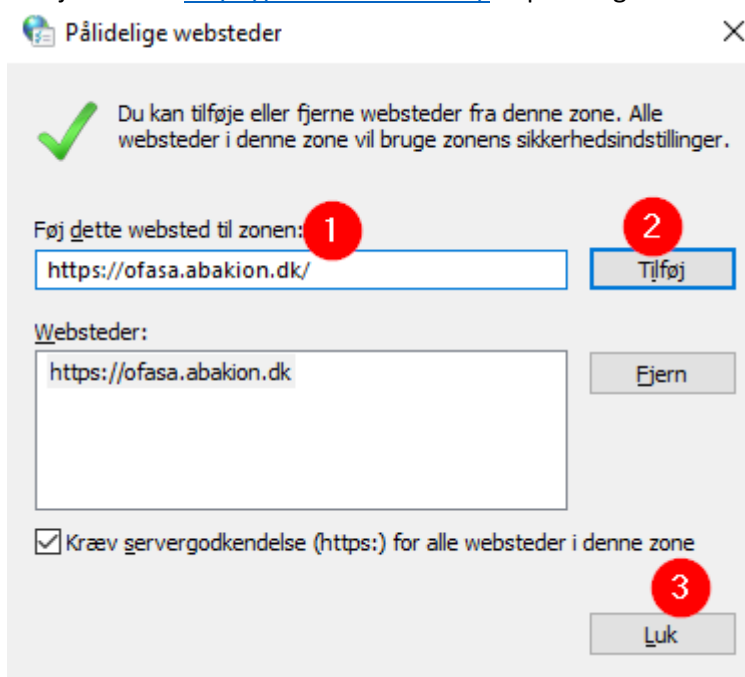 Pålidelige websteder
Du kan tilføje eller fjerne websteder fra denne zone. Alle
websteder i denne zone vil bruge zonens sikkerhedsindstillinger.
Føj dette websted til zonen:
1
2
https://ofasa.abakion.dk/
Tilføj
Websteder:
https://ofasa.abakion.dk
Fjern
Kræv servergodkendelse (https:) for alle websteder i denne zone
3
Luk